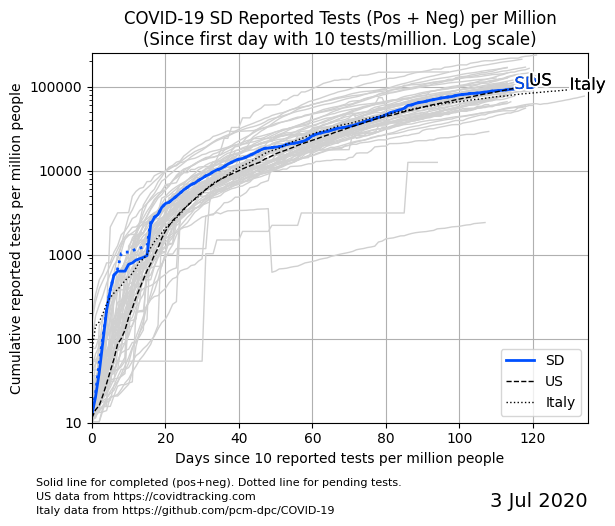 COVID-19 SD Reported Tests (Pos + Neg) per Million
(Since first day with 10 tests/million. Log scale)
Cumulative reported tests per million people
100000
10000
1000
100
10
US
Italy
SD
US
Italy
0
20
40
60
80
100
120
Days since 10 reported tests per million people
Solid line for completed (pos+neg). Dotted line for pending tests.
US data from https://covidtracking.com
Italy data from https://github.com/pcm-dpc/COVID-19
3 Jul 2020